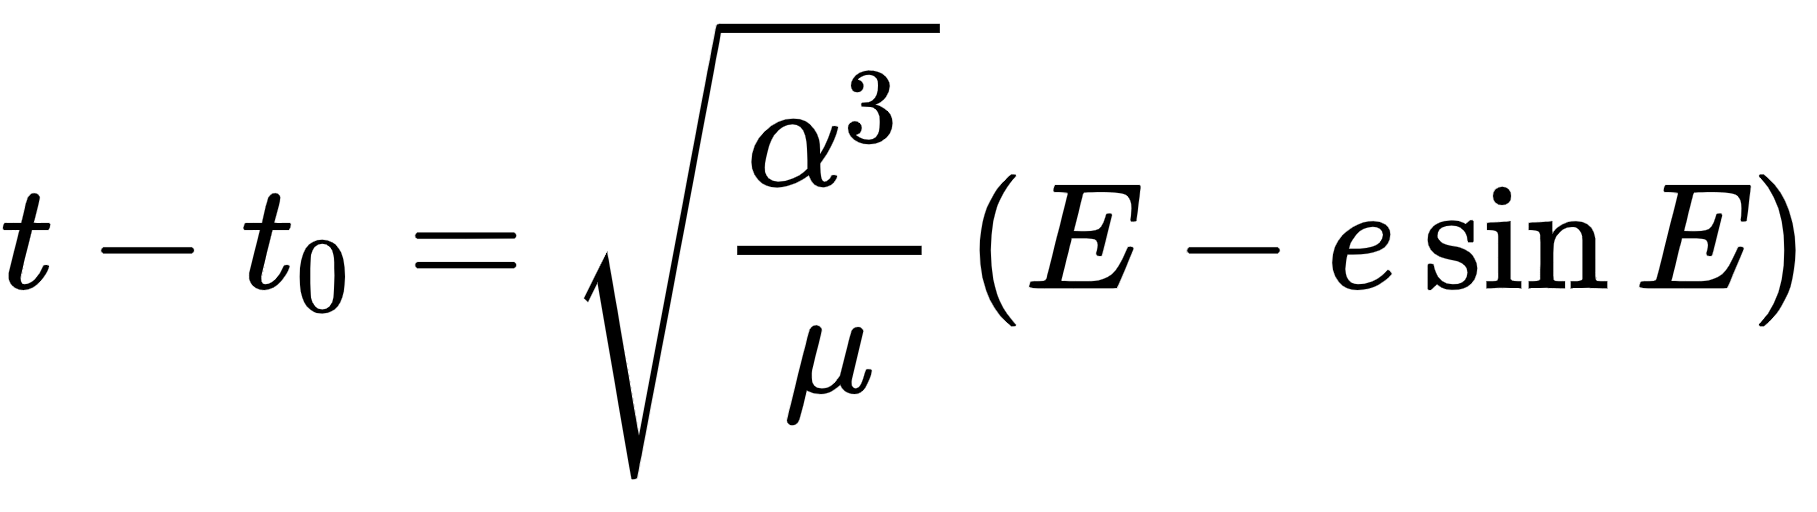 t − t₀ = √(α³/μ) (E − e sin E)